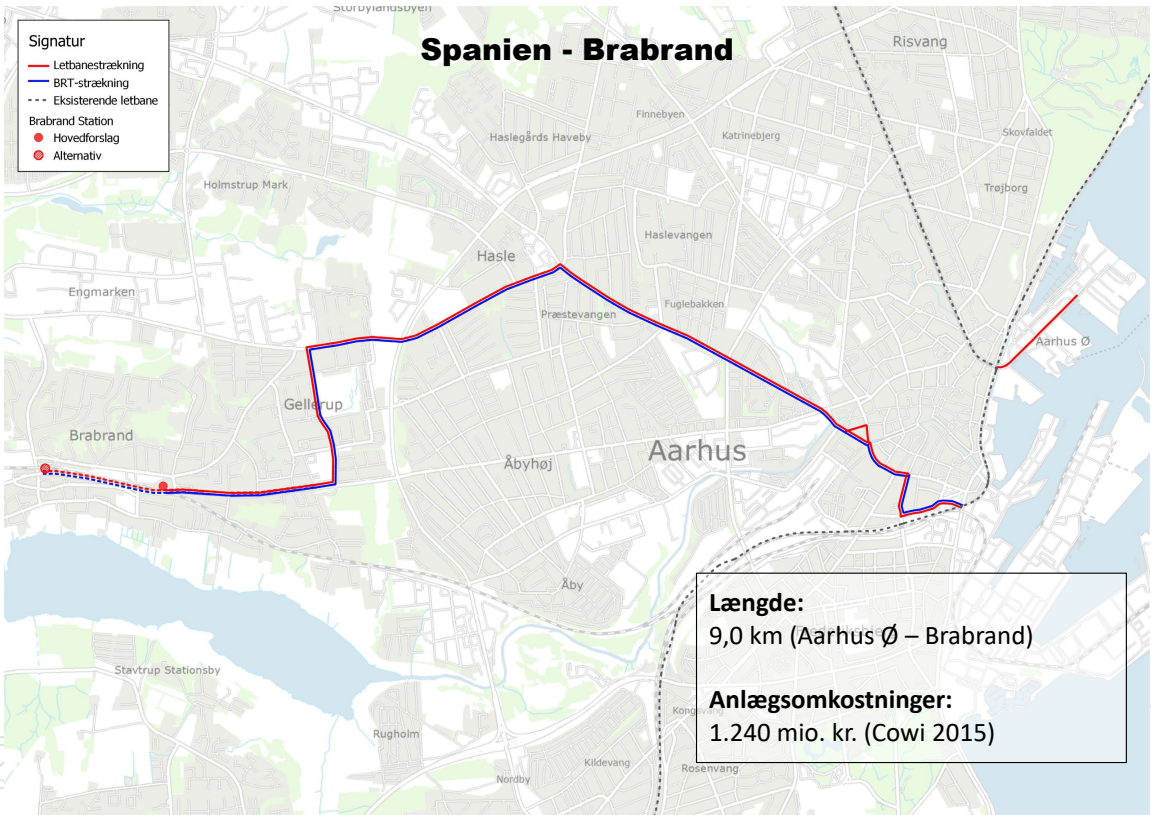 Spanien - Brabrand
Signatur
Letbanestrækning
BRT-strækning
Eksisterende letbane
Brabrand Station
Hovedforslag
Alternativ
Storbylandsbyen
Risvang
Finnebyen
Haslegårds Haveby
Katrinebjerg
Skovfaldet
Holmstrup Mark
Trøjborg
Haslevangen
Hasle
Engmarken
Fuglebakken
Præstevangen
Aarhus Ø
Gellerup
Brabrand
Aarhus
Åbyhøj
Åby
Stavtrup Stationsby
Rugholm
Nordby
Kildevang
Kongsvang
Rosenvang
Længde:
9,0 km (Aarhus Ø – Brabrand)
Anlægsomkostninger:
1.240 mio. kr. (Cowi 2015)